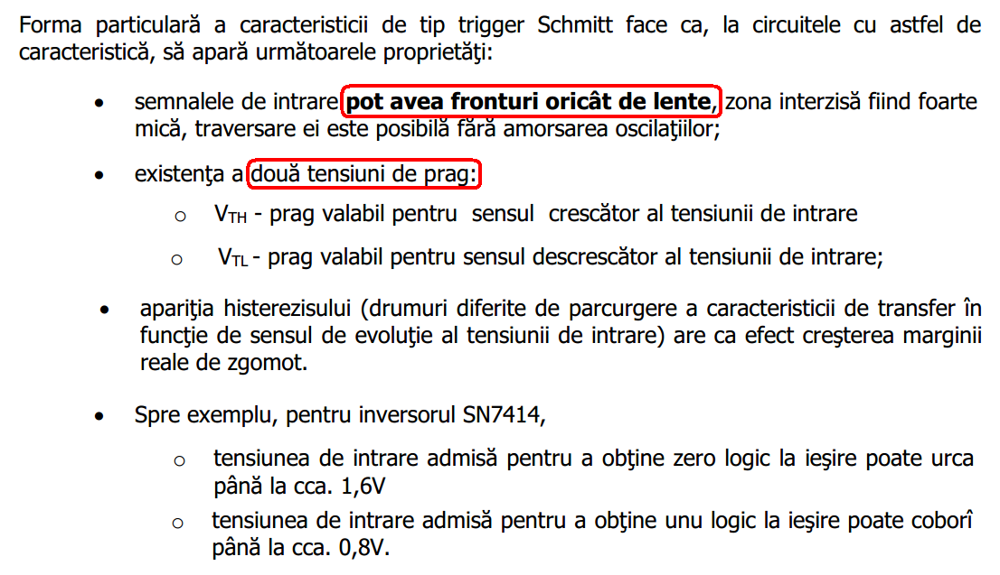 Forma particulară a caracteristicii de tip trigger Schmitt face ca, la circuitele cu astfel de
caracteristică, să apară următoarele proprietăţi:
• semnalele de intrare pot avea fronturi oricât de lente, zona interzisă fiind foarte
mică, traversare ei este posibilă fără amorsarea oscilaţiilor;
• existenţa a două tensiuni de prag:
o VTH - prag valabil pentru sensul crescător al tensiunii de intrare
o VTL - prag valabil pentru sensul descrescător al tensiunii de intrare;
• apariţia histerezisului (drumuri diferite de parcurgere a caracteristicii de transfer în
funcţie de sensul de evoluţie al tensiunii de intrare) are ca efect creşterea marginii
reale de zgomot.
• Spre exemplu, pentru inversorul SN7414,
o tensiunea de intrare admisă pentru a obţine zero logic la ieşire poate urca
până la cca. 1,6V
o tensiunea de intrare admisă pentru a obţine unu logic la ieşire poate coborî
până la cca. 0,8V.